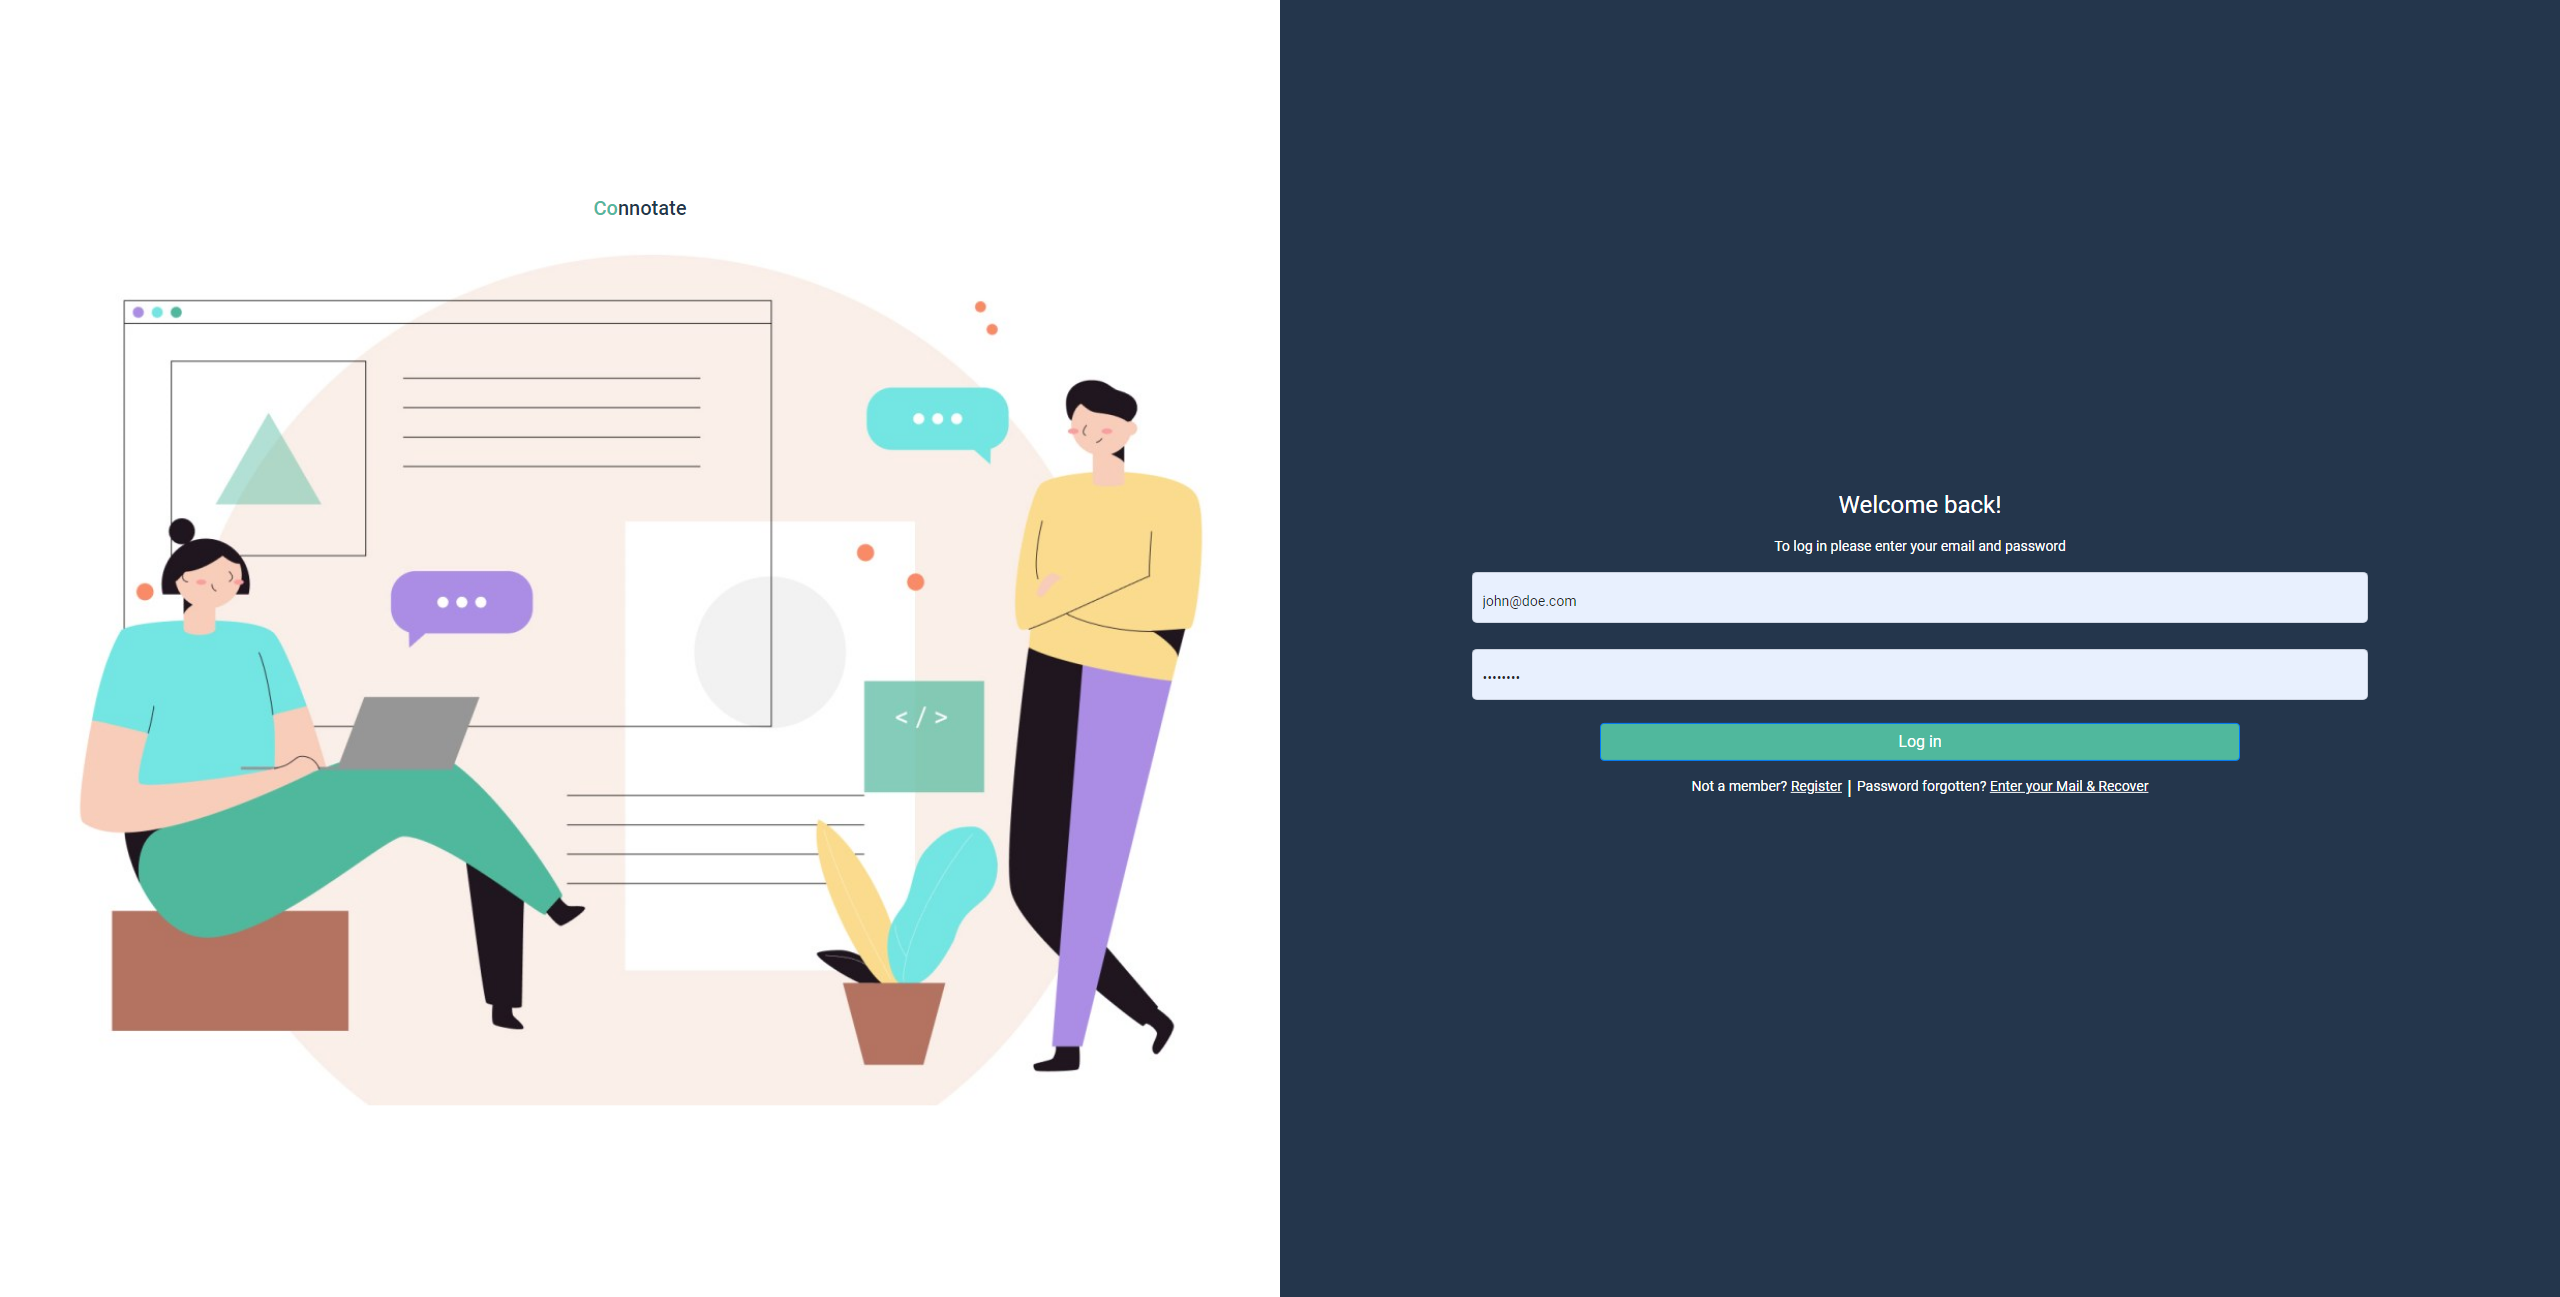 Connotate
< / >
Welcome back!
To log in please enter your email and password
john@doe.com
••••••••
Log in
Not a member? Register | Password forgotten? Enter your Mail & Recover